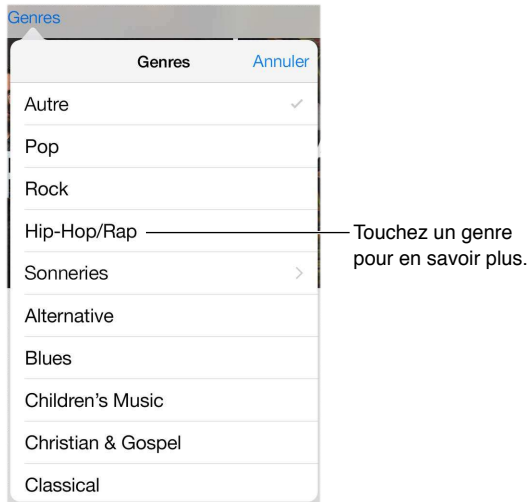 Genres
Genres Annuler
Autre
Pop
Rock
Hip-Hop/Rap
Touchez un genre
pour en savoir plus.
Sonneries
Alternative
Blues
Children's Music
Christian & Gospel
Classical